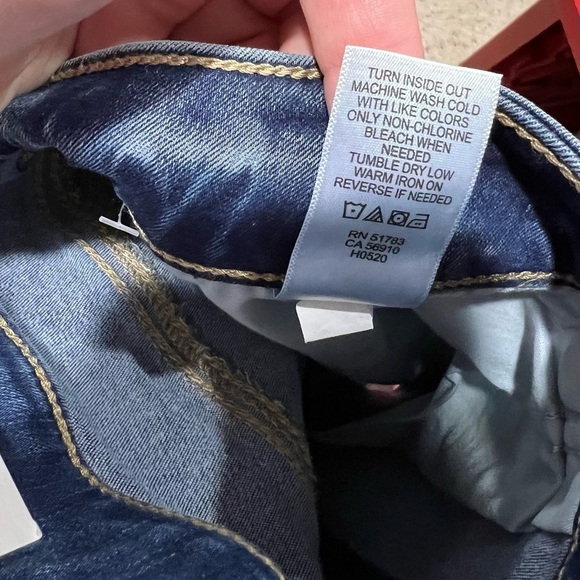 TURN INSIDE OUT
MACHINE WASH COLD
WITH LIKE COLORS
ONLY NON-CHLORINE
BLEACH WHEN
NEEDED
TUMBLE DRY LOW
WARM IRON ON
REVERSE IF NEEDED
RN 51783
CA 56910
H0520